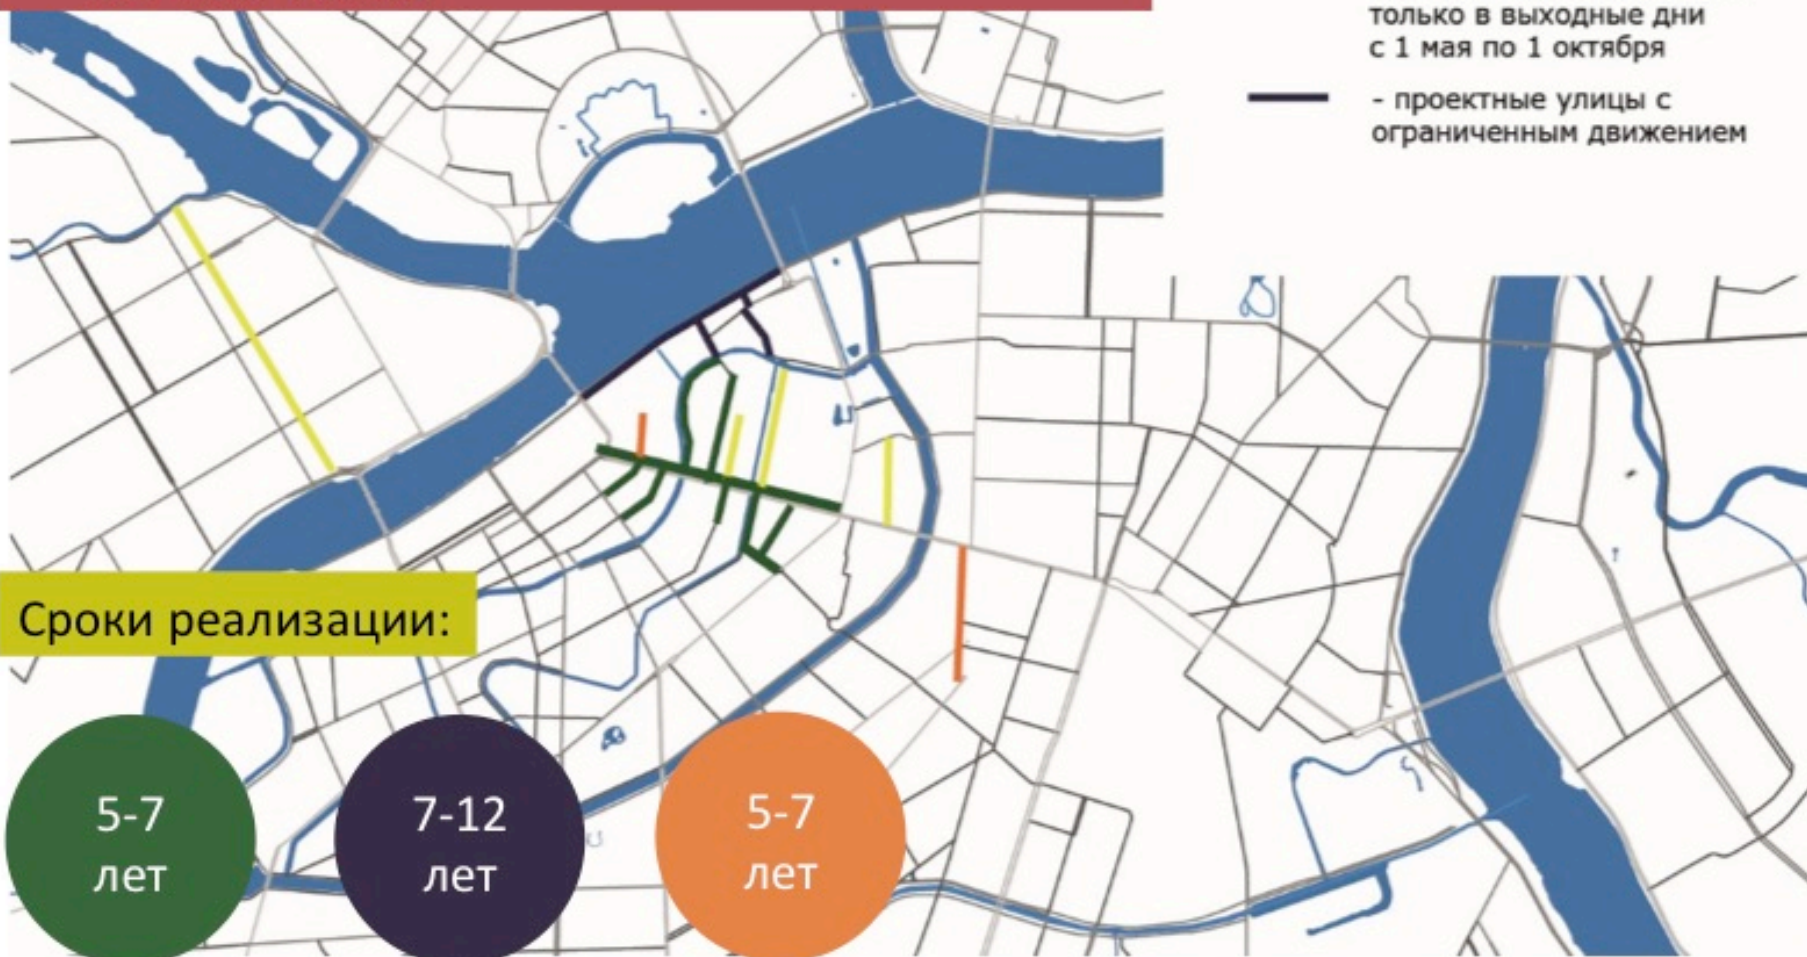 только в выходные дни
с 1 мая по 1 октября
- проектные улицы с
ограниченным движением
Сроки реализации:
5-7
лет
7-12
лет
5-7
лет